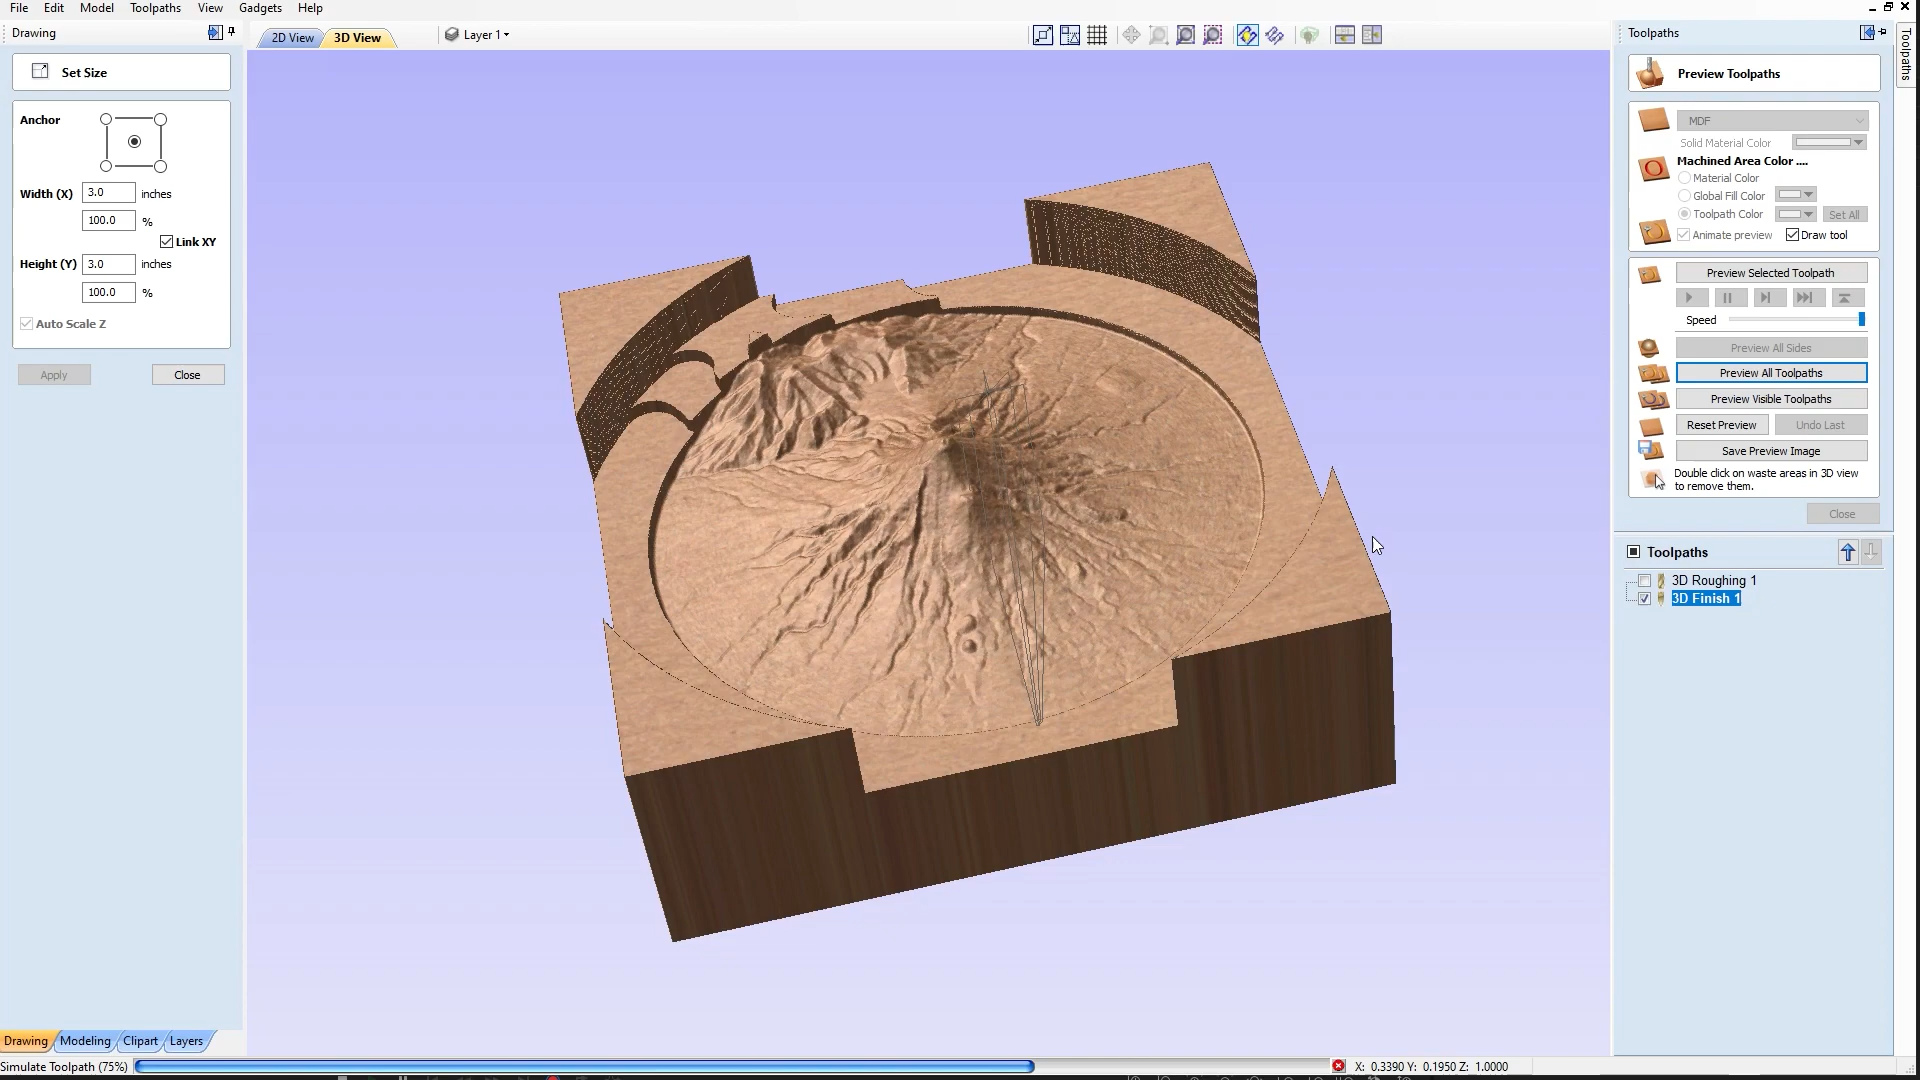 File Edit Model Toolpaths View Gadgets Help
Drawing
2D View 3D View Layer 1
Toolpaths
Toolpaths
Set Size
Preview Toolpaths
Anchor
Width (X) 3.0 inches
100.0 %
Link XY
Height (Y) 3.0 inches
100.0 %
Auto Scale Z
Apply Close
MDF
Solid Material Color
Machined Area Color ....
Material Color
Global Fill Color
Toolpath Color Set All
Animate preview Draw tool
Preview Selected Toolpath
Speed
Preview All Sides
Preview All Toolpaths
Preview Visible Toolpaths
Reset Preview Undo Last
Save Preview Image
Double click on waste areas in 3D view
to remove them.
Close
Toolpaths
3D Roughing 1
3D Finish 1
Drawing Modeling Clipart Layers
Simulate Toolpath (75%) X: 0.3390 Y: 0.1950 Z: 1.0000